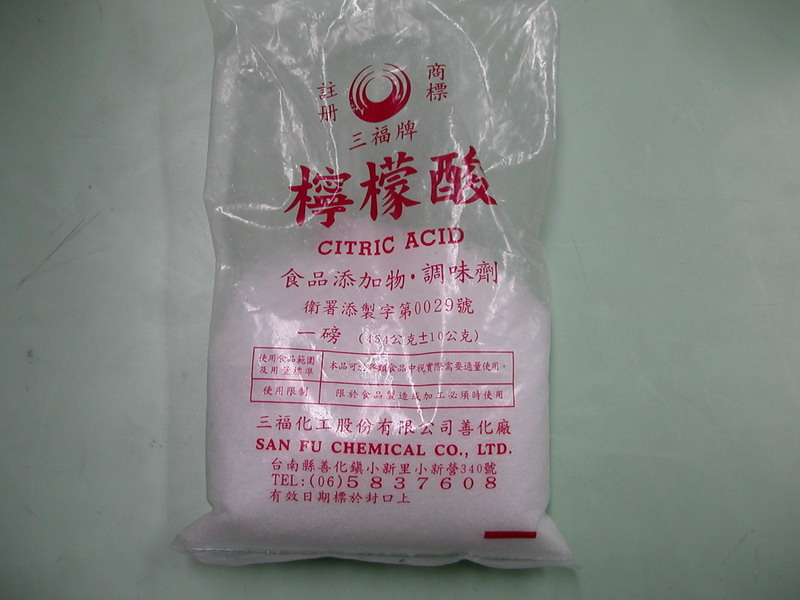 註冊 商標
三福牌
檸檬酸
CITRIC ACID
食品添加物·調味劑
衛署添製字第0029號
一磅 (454公克±10公克)
使用食品範圍及用量標準
本品可於各類食品中視實際需要適量使用。
使用限制
限於食品製造或加工必須時使用
三福化工股份有限公司善化廠
SAN FU CHEMICAL CO., LTD.
台南縣善化鎮小新里小新營340號
TEL:(06)5837608
有效日期標於封口上